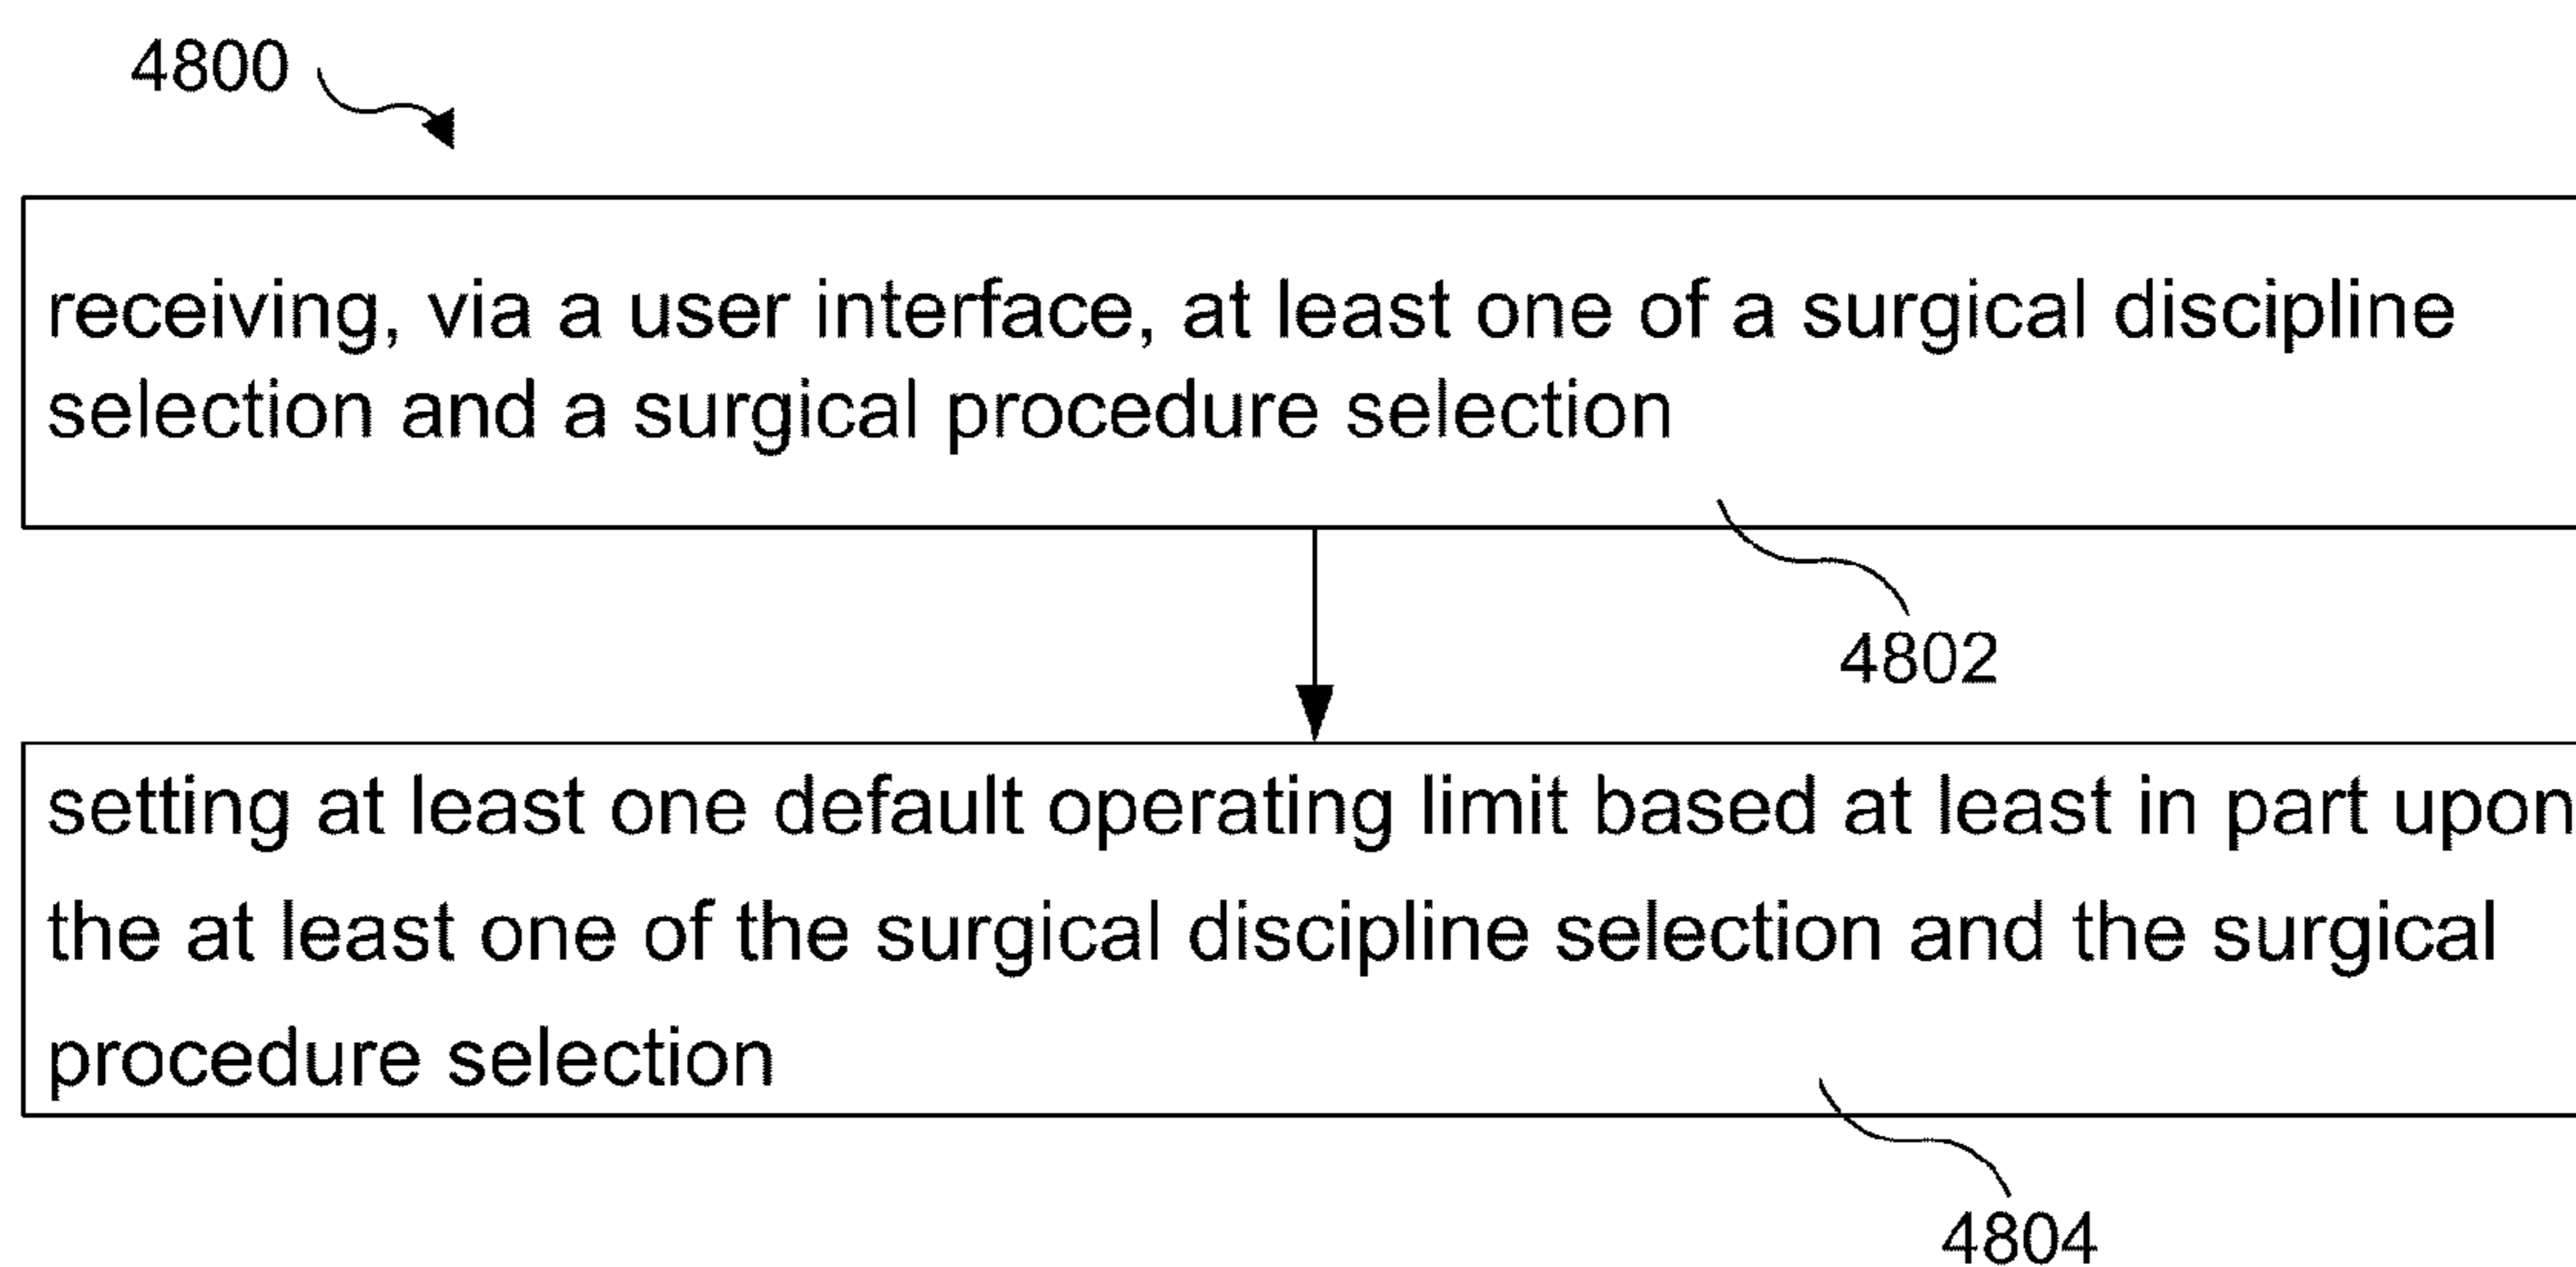 4800
receiving, via a user interface, at least one of a surgical discipline
selection and a surgical procedure selection
4802
setting at least one default operating limit based at least in part upon
the at least one of the surgical discipline selection and the surgical
procedure selection
4804